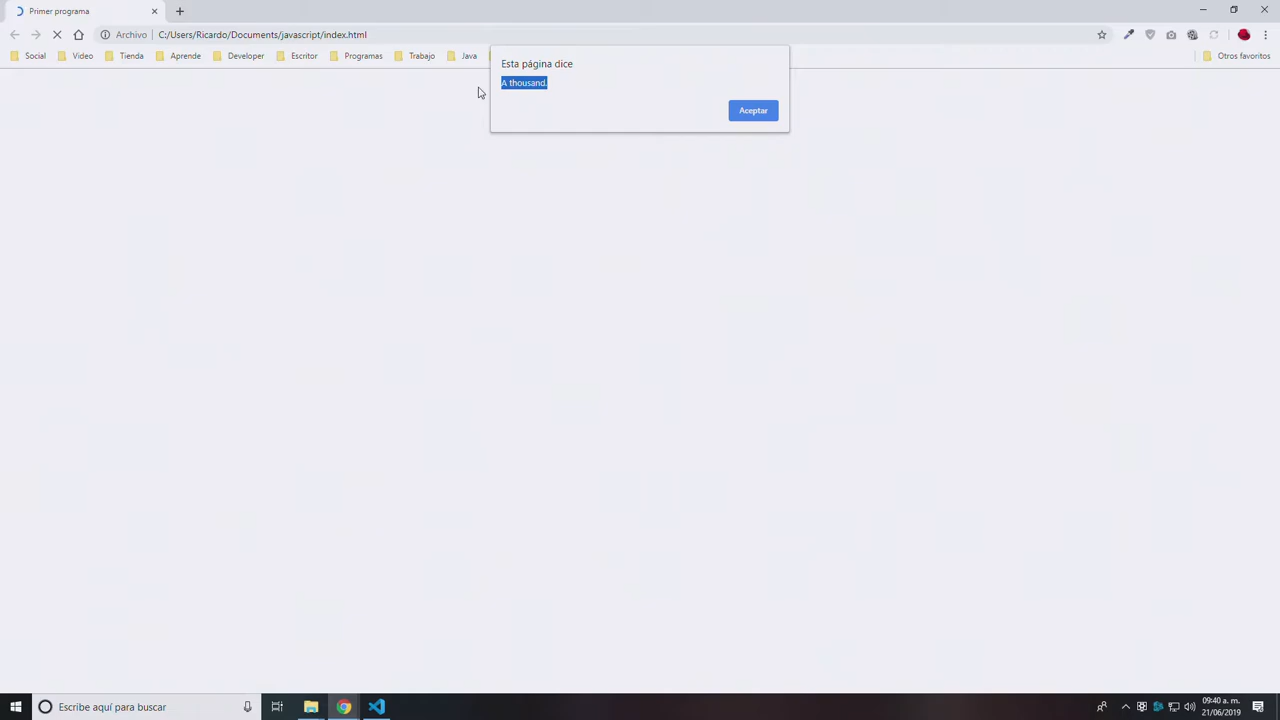 Primer programa
Archivo C:/Users/Ricardo/Documents/javascript/index.html
Social Video Tienda Aprende Developer Escritor Programas Trabajo Java Otros favoritos
Esta página dice
A thousand.
Aceptar
Escribe aquí para buscar
09:40 a. m.
21/06/2019